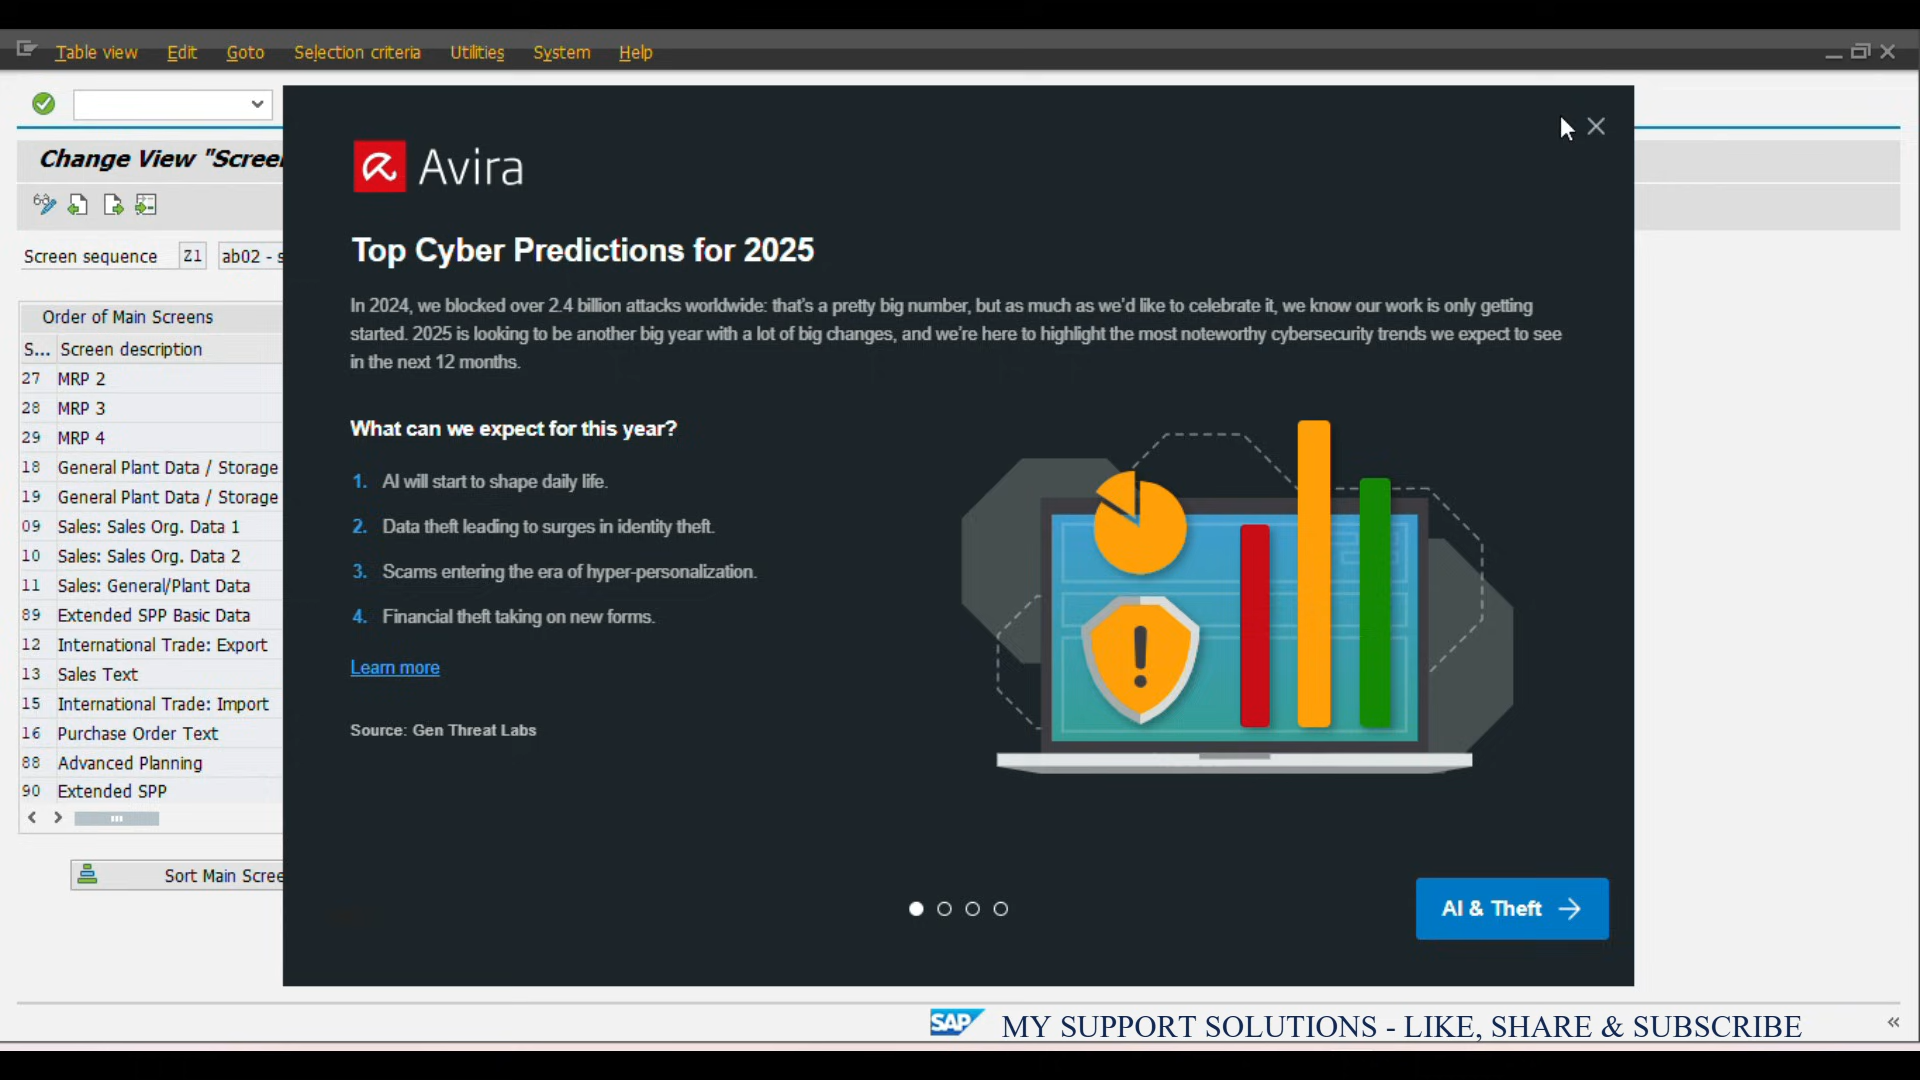 Table view Edit Goto Selection criteria Utilities System Help
Change View "Screen
Screen sequence Z1 ab02 - s
Order of Main Screens
S... Screen description
27 MRP 2
28 MRP 3
29 MRP 4
18 General Plant Data / Storage
19 General Plant Data / Storage
09 Sales: Sales Org. Data 1
10 Sales: Sales Org. Data 2
11 Sales: General/Plant Data
89 Extended SPP Basic Data
12 International Trade: Export
13 Sales Text
15 International Trade: Import
16 Purchase Order Text
88 Advanced Planning
90 Extended SPP
Sort Main Scree
Avira
Top Cyber Predictions for 2025
In 2024, we blocked over 2.4 billion attacks worldwide: that's a pretty big number, but as much as we'd like to celebrate it, we know our work is only getting
started. 2025 is looking to be another big year with a lot of big changes, and we're here to highlight the most noteworthy cybersecurity trends we expect to see
in the next 12 months.
What can we expect for this year?
1. AI will start to shape daily life.
2. Data theft leading to surges in identity theft.
3. Scams entering the era of hyper-personalization.
4. Financial theft taking on new forms.
Learn more
Source: Gen Threat Labs
AI & Theft
SAP MY SUPPORT SOLUTIONS - LIKE, SHARE & SUBSCRIBE